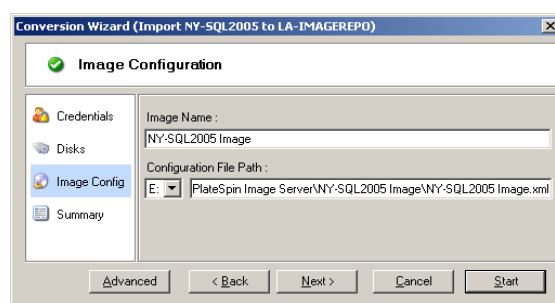 Conversion Wizard (Import NY-SQL2005 to LA-IMAGEREPO)
Image Configuration
Credentials
Disks
Image Config
Summary
Image Name :
NY-SQL2005 Image
Configuration File Path :
E: PlateSpin Image Server\NY-SQL2005 Image\NY-SQL2005 Image.xml
Advanced < Back Next > Cancel Start